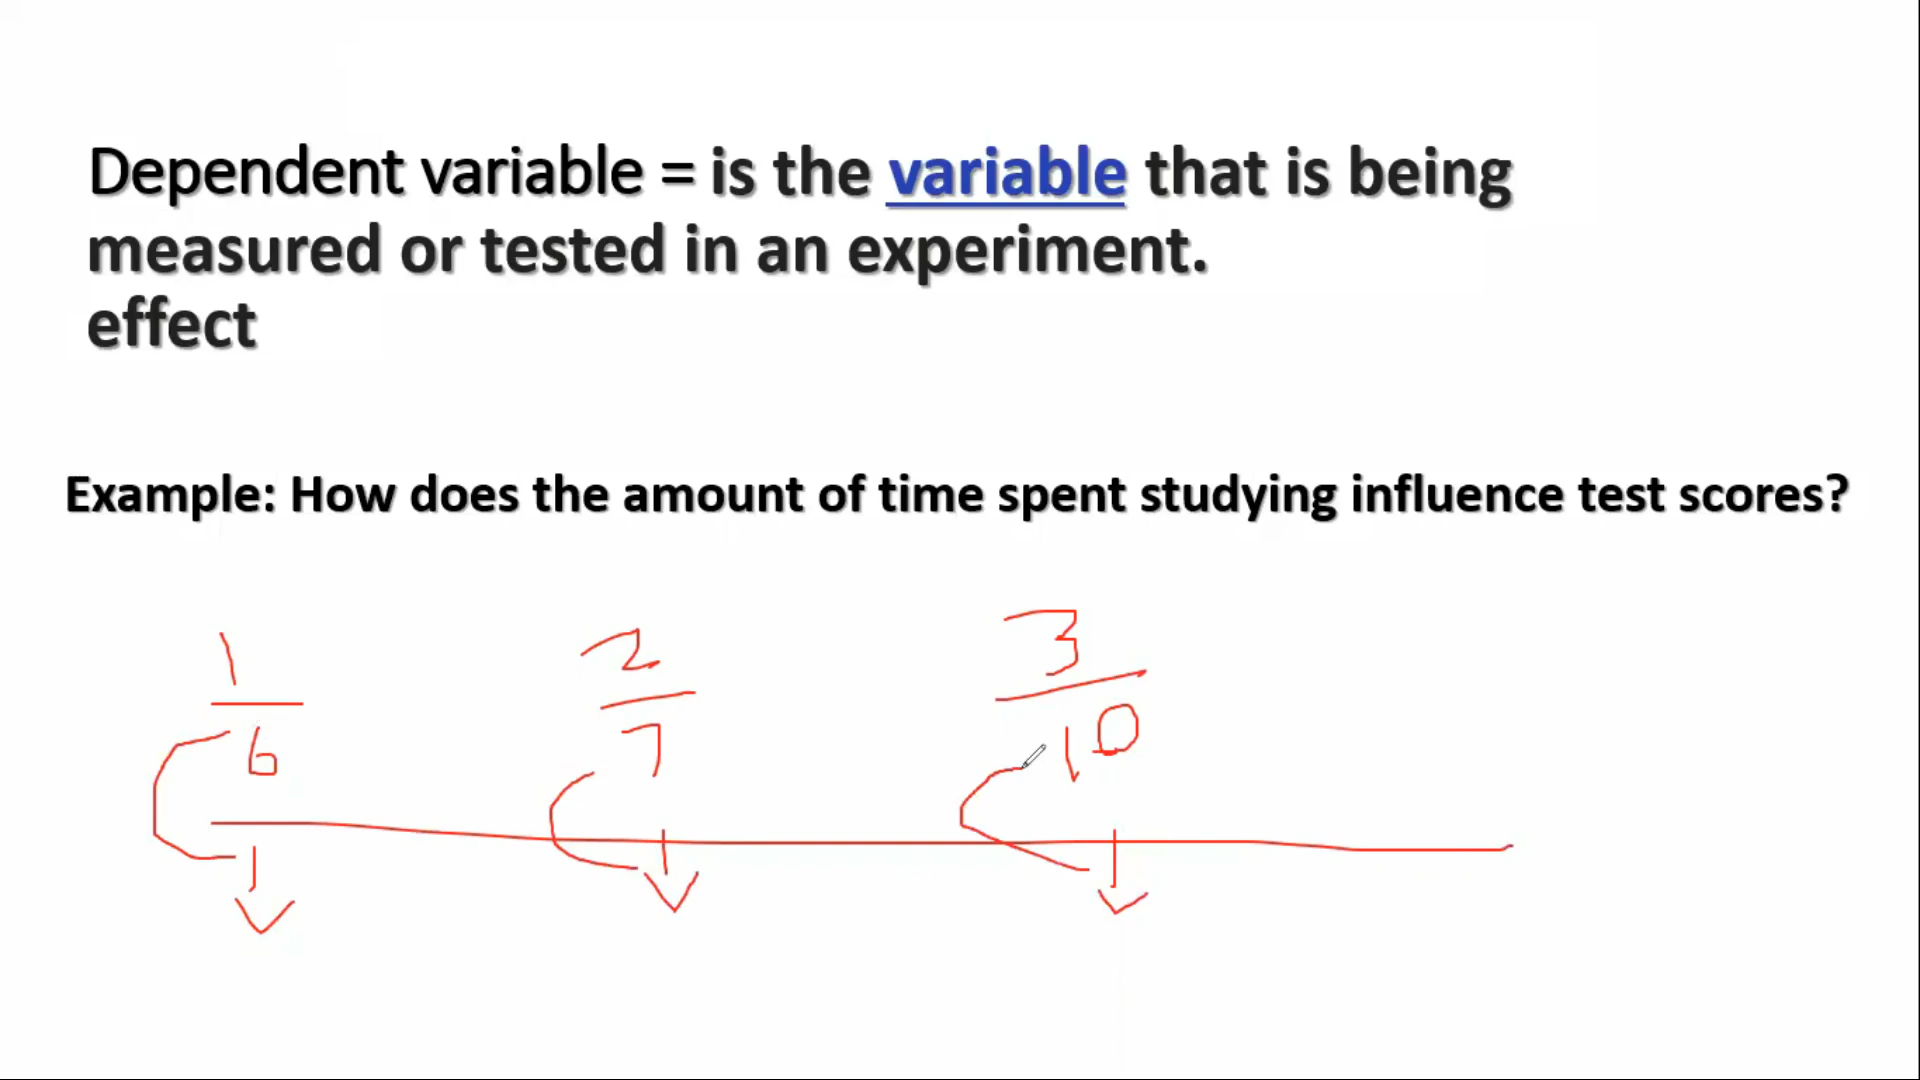 Dependent variable = is the variable that is being
measured or tested in an experiment.
effect
Example: How does the amount of time spent studying influence test scores?
1 2 3
6 7 10